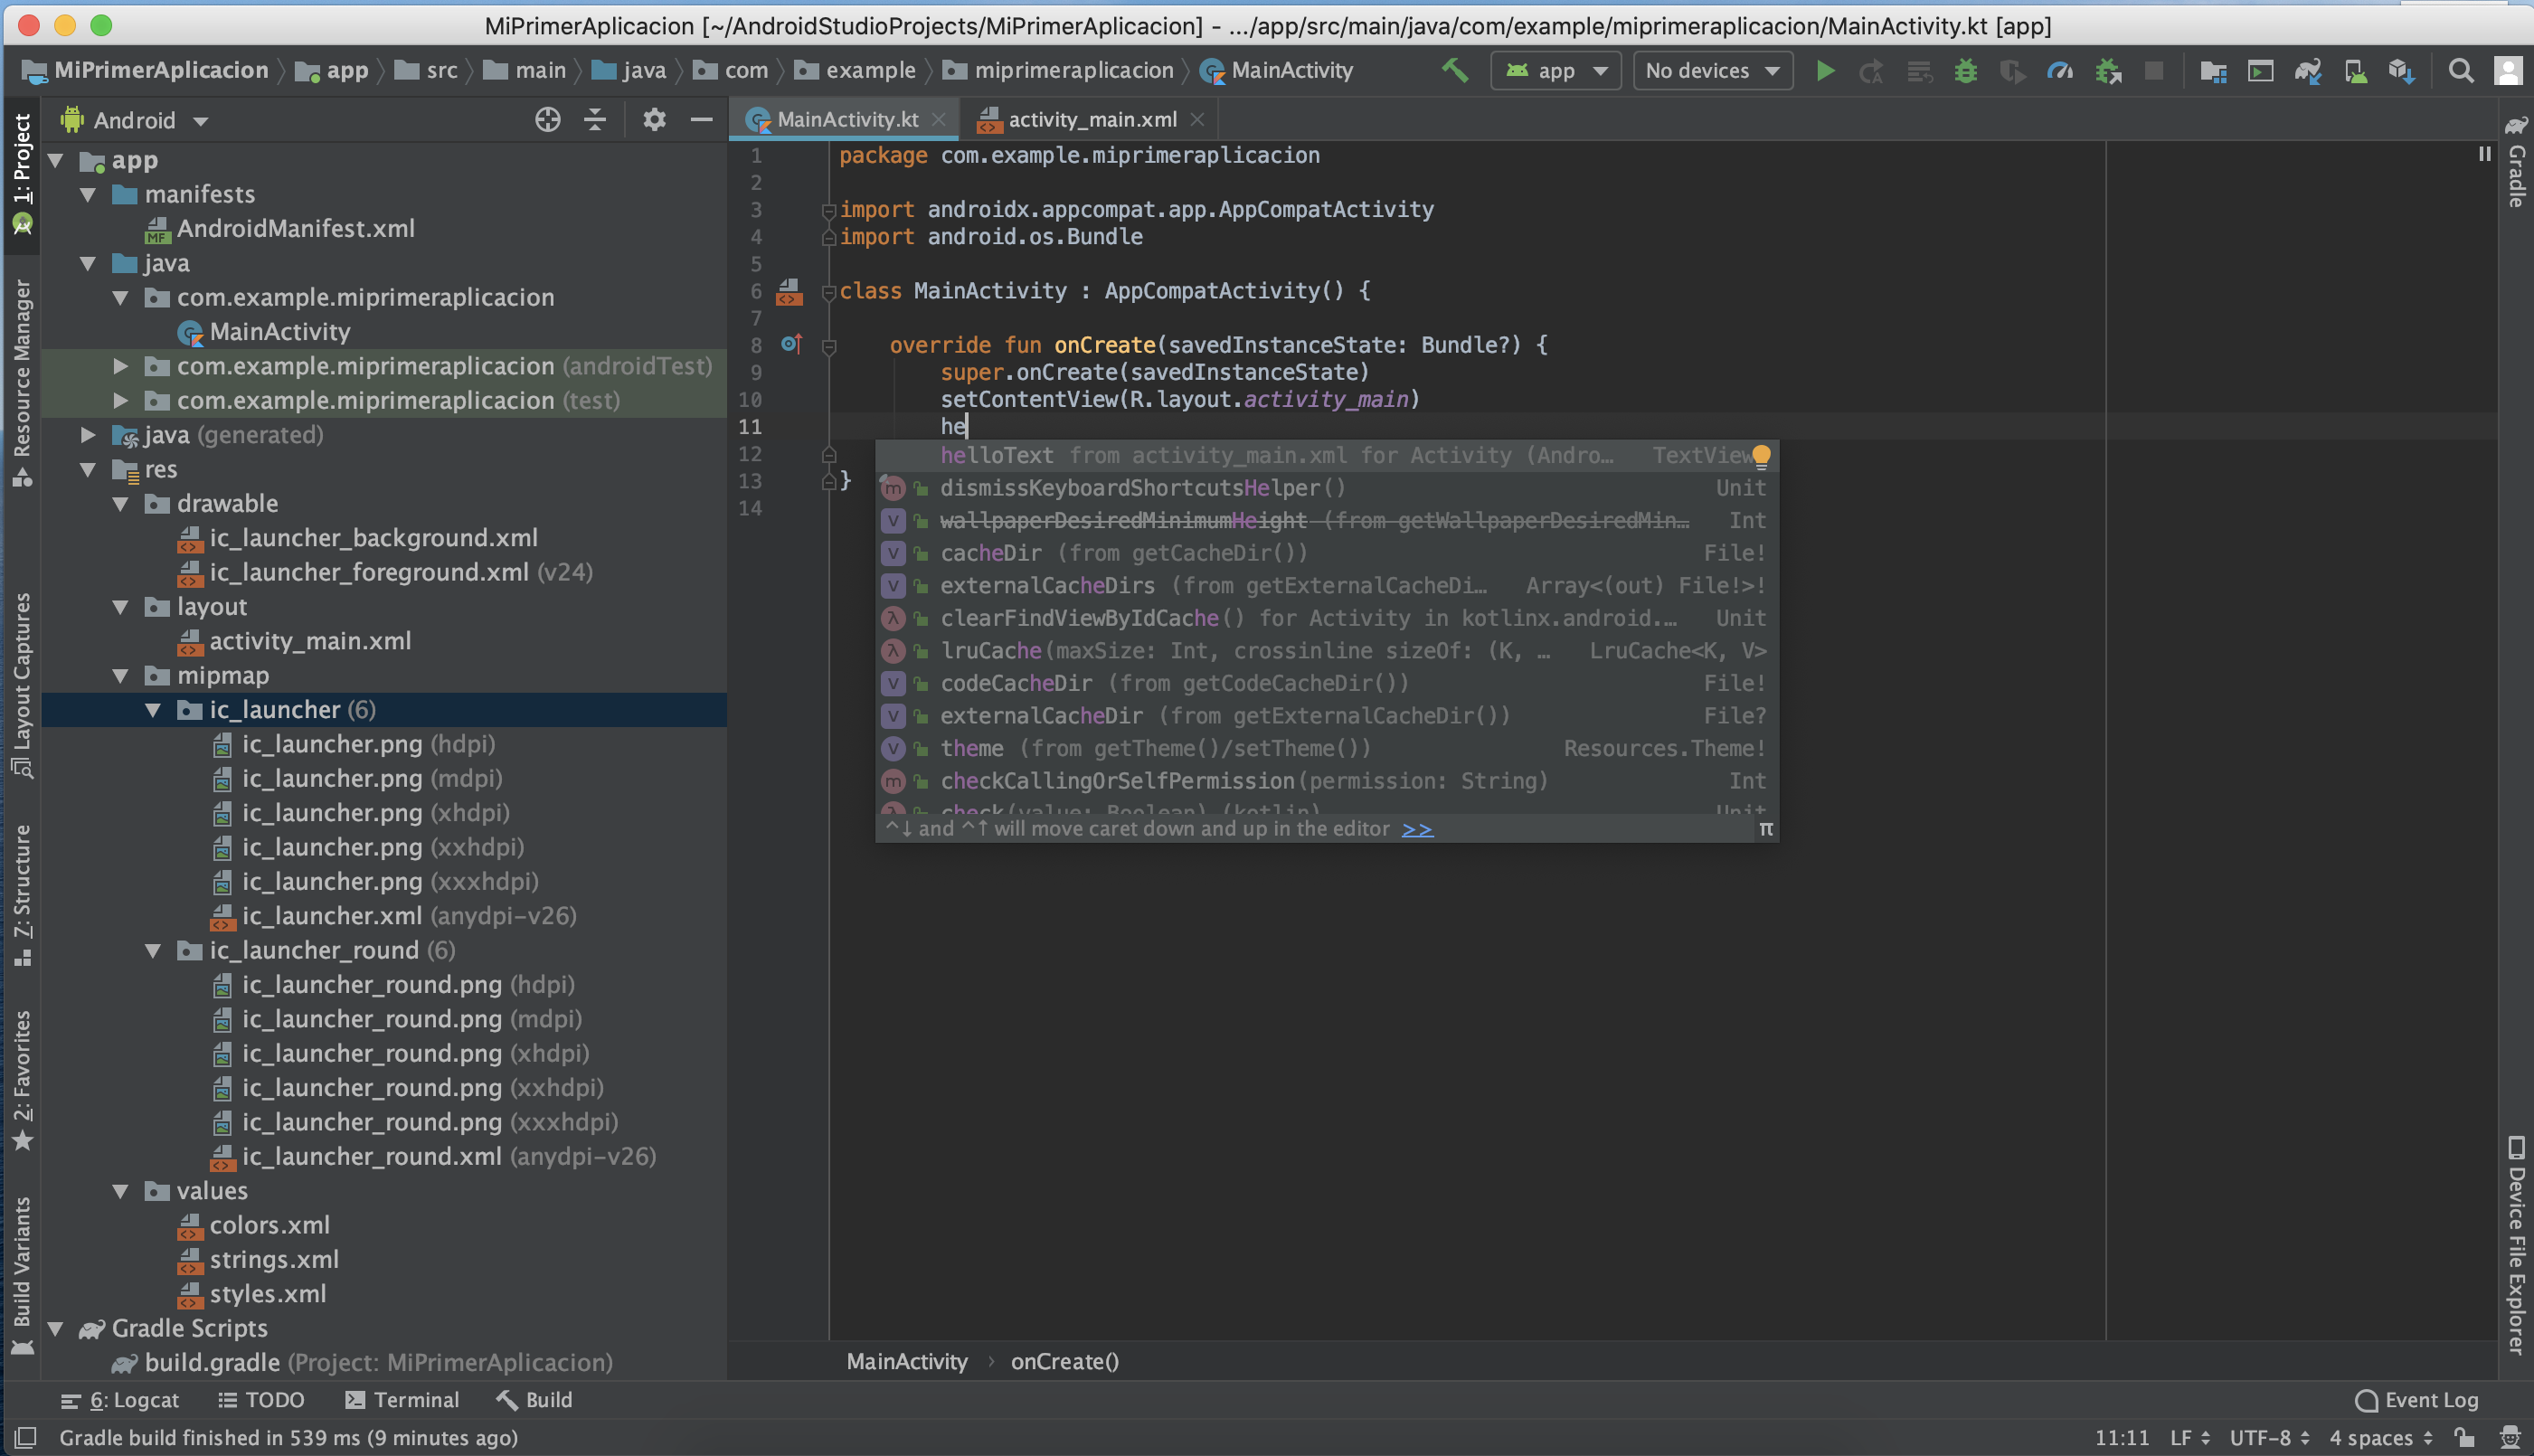 MiPrimerAplicacion [~/AndroidStudioProjects/MiPrimerAplicacion] - .../app/src/main/java/com/example/miprimeraplicacion/MainActivity.kt [app]
MiPrimerAplicacion app src main java com example miprimeraplicacion MainActivity app No devices
1: Project
Resource Manager
Layout Captures
Z: Structure
2: Favorites
Build Variants
Android
app
manifests
AndroidManifest.xml
java
com.example.miprimeraplicacion
MainActivity
com.example.miprimeraplicacion (androidTest)
com.example.miprimeraplicacion (test)
java (generated)
res
drawable
ic_launcher_background.xml
ic_launcher_foreground.xml (v24)
layout
activity_main.xml
mipmap
ic_launcher (6)
ic_launcher.png (hdpi)
ic_launcher.png (mdpi)
ic_launcher.png (xhdpi)
ic_launcher.png (xxhdpi)
ic_launcher.png (xxxhdpi)
ic_launcher.xml (anydpi-v26)
ic_launcher_round (6)
ic_launcher_round.png (hdpi)
ic_launcher_round.png (mdpi)
ic_launcher_round.png (xhdpi)
ic_launcher_round.png (xxhdpi)
ic_launcher_round.png (xxxhdpi)
ic_launcher_round.xml (anydpi-v26)
values
colors.xml
strings.xml
styles.xml
Gradle Scripts
build.gradle (Project: MiPrimerAplicacion)
MainActivity.kt activity_main.xml
1 package com.example.miprimeraplicacion
2
3 import androidx.appcompat.app.AppCompatActivity
4 import android.os.Bundle
5
6 class MainActivity : AppCompatActivity() {
7
8 override fun onCreate(savedInstanceState: Bundle?) {
9 super.onCreate(savedInstanceState)
10 setContentView(R.layout.activity_main)
11 he
12
13 }
14
helloText from activity_main.xml for Activity (Andro... TextView
dismissKeyboardShortcutsHelper() Unit
wallpaperDesiredMinimumHeight (from getWallpaperDesiredMin... Int
cacheDir (from getCacheDir()) File!
externalCacheDirs (from getExternalCacheDi... Array<(out) File!>!
clearFindViewByIdCache() for Activity in kotlinx.android.... Unit
lruCache(maxSize: Int, crossinline sizeOf: (K, ... LruCache<K, V>
codeCacheDir (from getCodeCacheDir()) File!
externalCacheDir (from getExternalCacheDir()) File?
theme (from getTheme()/setTheme()) Resources.Theme!
checkCallingOrSelfPermission(permission: String) Int
check(value: Boolean) (kotlin) Unit
^↓ and ^↑ will move caret down and up in the editor >> π
MainActivity › onCreate()
Gradle
Device File Explorer
6: Logcat TODO Terminal Build Event Log
Gradle build finished in 539 ms (9 minutes ago) 11:11 LF UTF-8 4 spaces